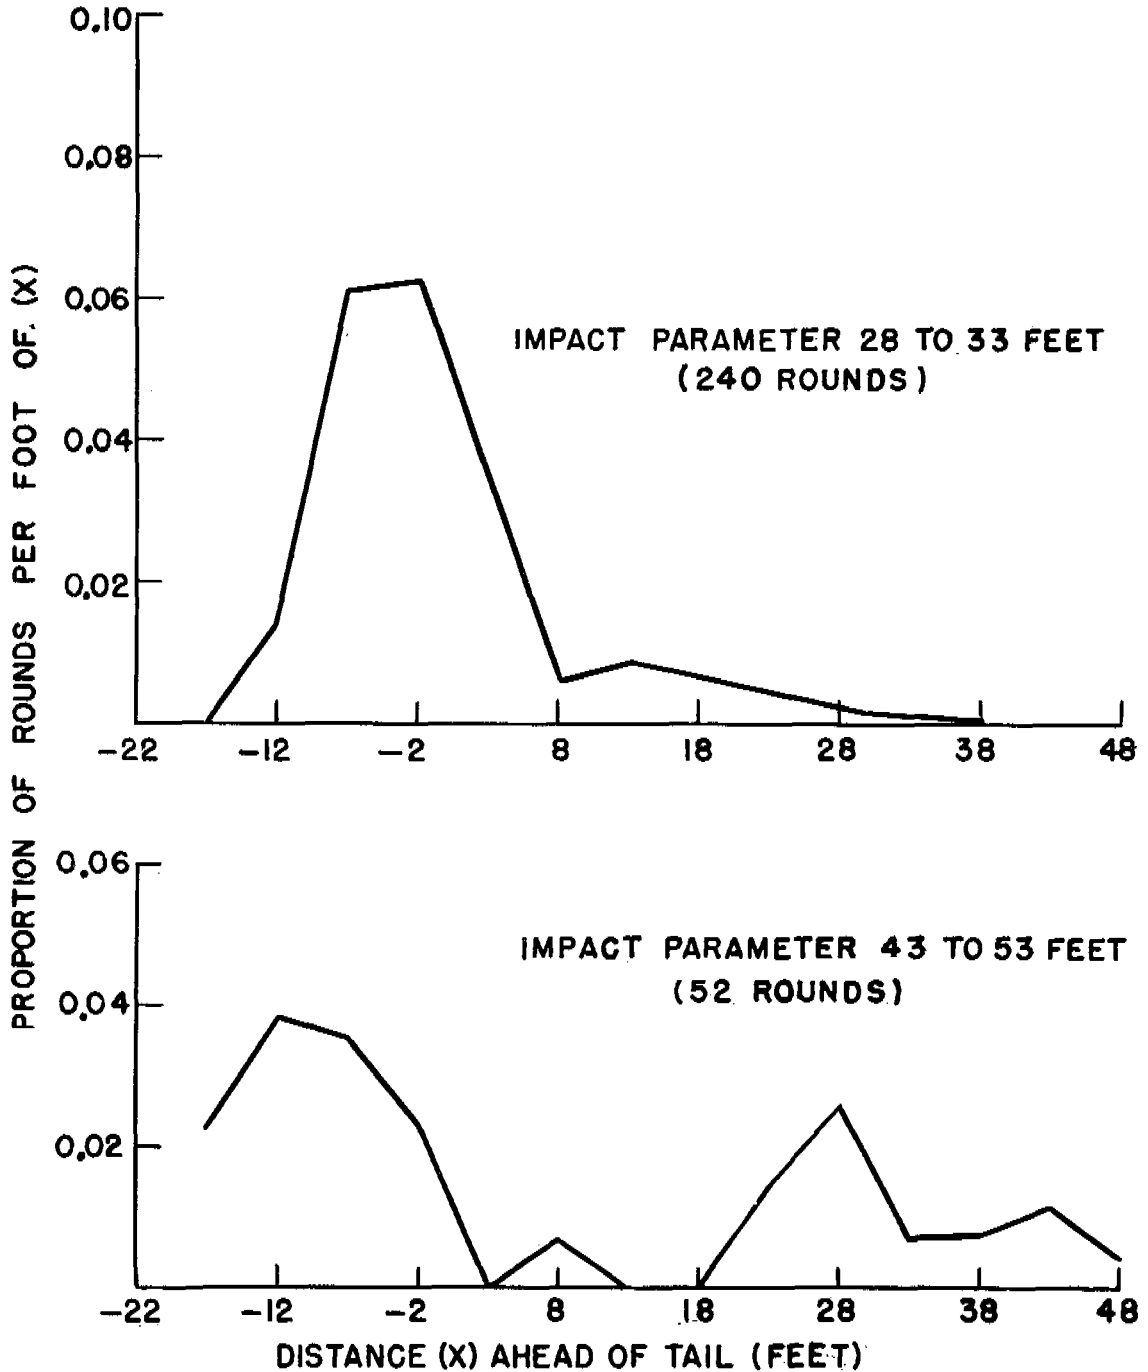 PROPORTION OF ROUNDS PER FOOT OF. (X)
0.10
0.08
0.06
0.04
0.02
IMPACT PARAMETER 28 TO 33 FEET
(240 ROUNDS)
-22 -12 -2 8 18 28 38 48
0.06
0.04
0.02
IMPACT PARAMETER 43 TO 53 FEET
(52 ROUNDS)
-22 -12 -2 8 18 28 38 48
DISTANCE (X) AHEAD OF TAIL (FEET)